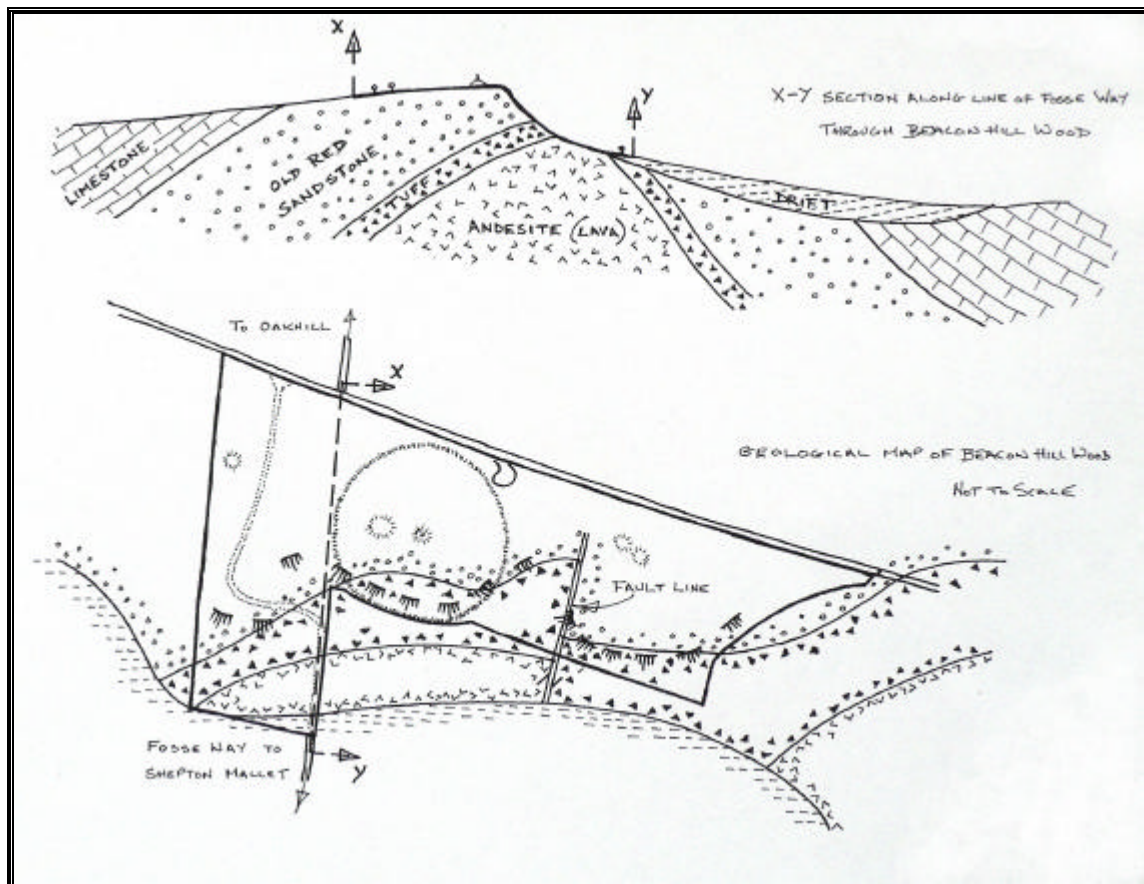 X
Y
X-Y SECTION ALONG LINE OF FOSSE WAY
THROUGH BEACON HILL WOOD
LIMESTONE
OLD RED
SANDSTONE
TUFF
ANDESITE (LAVA)
DRIFT
TO OAKHILL
X
GEOLOGICAL MAP OF BEACON HILL WOOD
NOT TO SCALE
FAULT LINE
FOSSE WAY TO
SHEPTON MALLET
Y